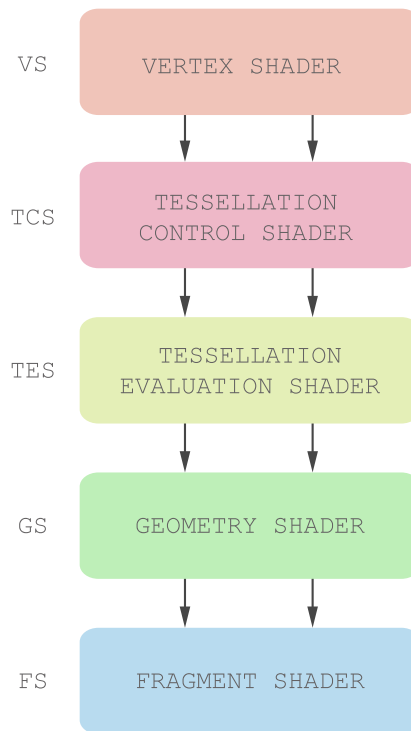 VS
VERTEX SHADER
TCS
TESSELLATION
CONTROL SHADER
TES
TESSELLATION
EVALUATION SHADER
GS
GEOMETRY SHADER
FS
FRAGMENT SHADER